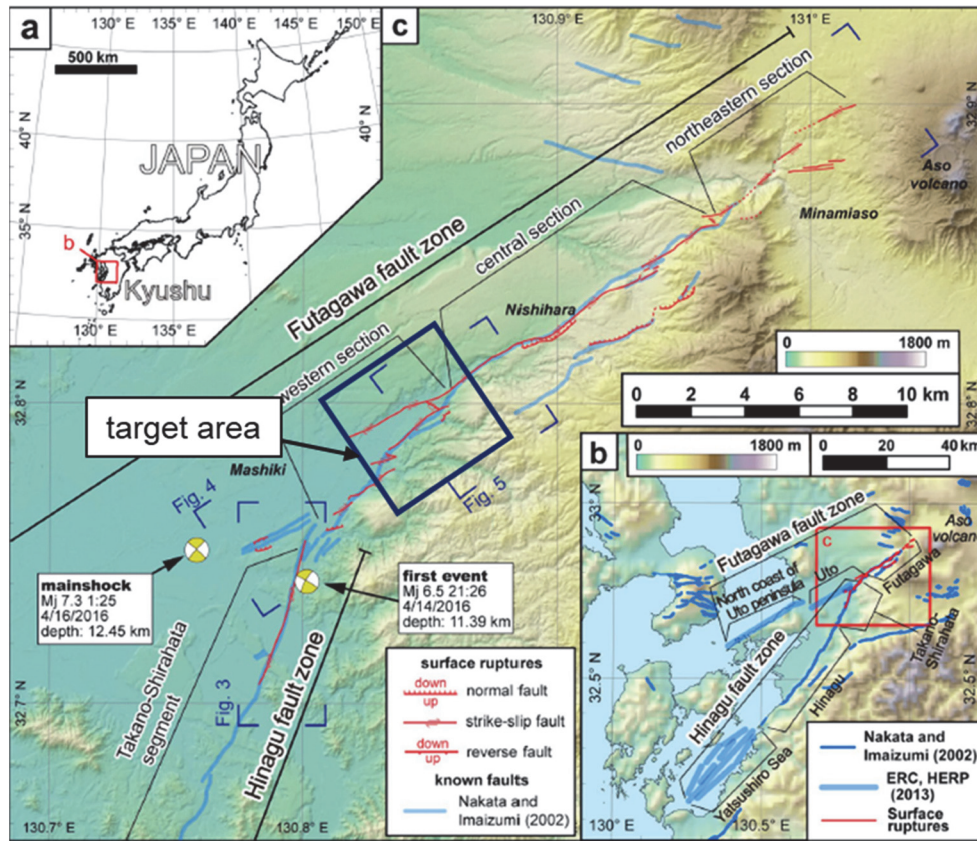 a
130° E
140° E
150° E
500 km
40° N
35° N
JAPAN
b
Kyushu
130° E
135° E
c
130.9° E
131° E
32.9° N
northeastern section
Aso
volcano
Minamiaso
central section
Futagawa fault zone
Nishihara
western section
1800 m
0
2
4
6
8
10 km
32.8° N
32.8° N
target area
Mashiki
Fig. 5
Fig. 4
mainshock
Mj 7.3 1:25
4/16/2016
depth: 12.45 km
first event
Mj 6.5 21:26
4/14/2016
depth: 11.39 km
Takano-Shirahata
segment
Fig. 3
Hinagu fault zone
32.7° N
130.7° E
130.8° E
surface ruptures
down
up
normal fault
strike-slip fault
down
up
reverse fault
known faults
Nakata and
Imaizumi (2002)
b
0
1800 m
0
20
40 km
33° N
32.5° N
32° N
Futagawa fault zone
c
Aso
volcano
North coast of
Uto peninsula
Uto
Futagawa
Takano-
Shirahata
Hinagu fault zone
Hinagu
Yatsushiro Sea
130° E
130.5° E
Nakata and
Imaizumi (2002)
ERC, HERP
(2013)
Surface
ruptures